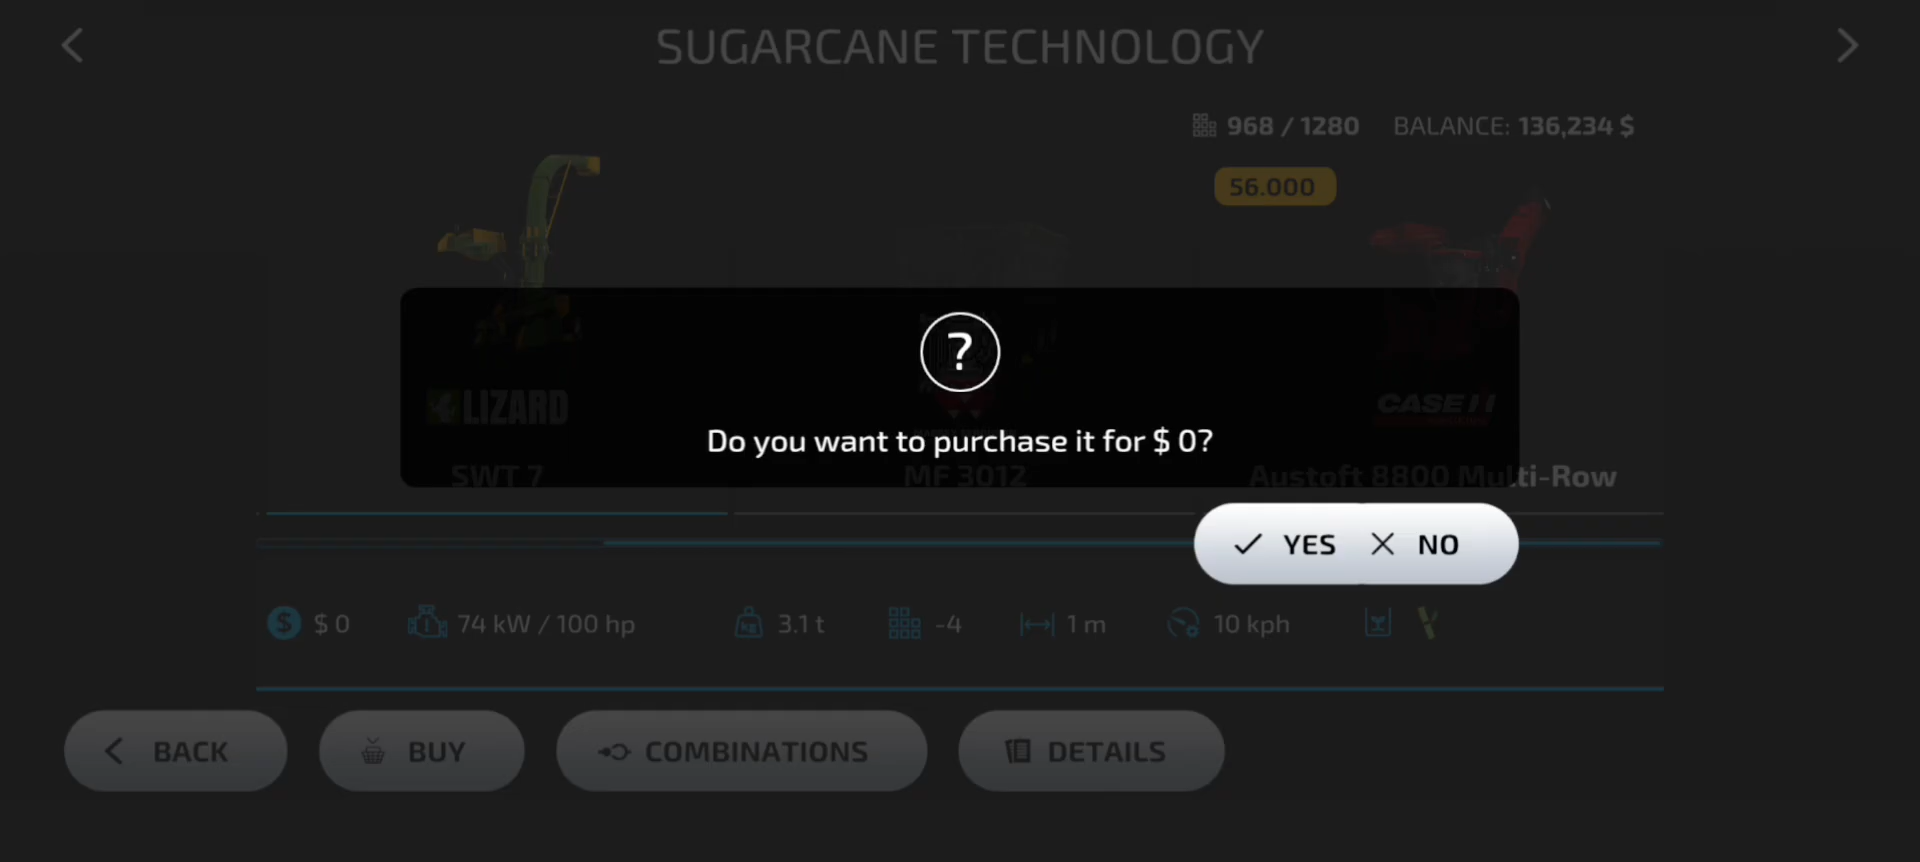 SUGARCANE TECHNOLOGY
968 / 1280 BALANCE: 136,234 $
56.000
?
LIZARD
CASE IH
Do you want to purchase it for $ 0?
SWT 7
MF 3012
Austoft 8800 Multi-Row
YES NO
$ 0 74 kW / 100 hp kg 3.1 t -4 1 m 10 kph
BACK BUY COMBINATIONS DETAILS